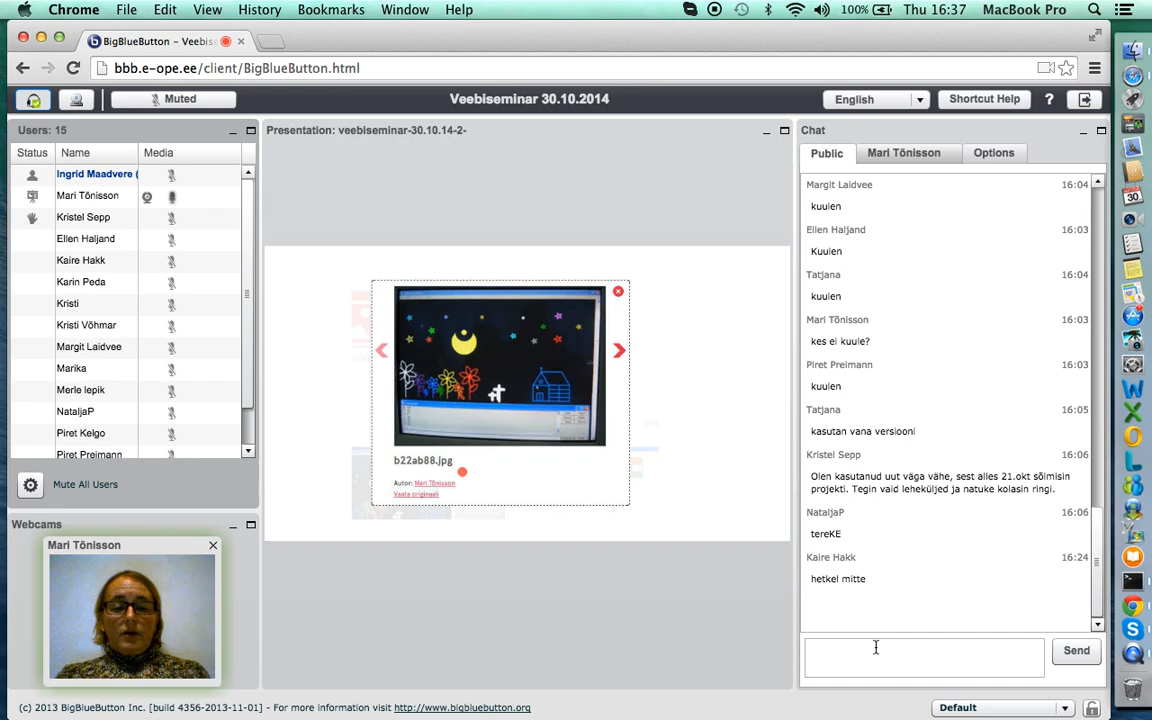 Chrome File Edit View History Bookmarks Window Help 100% Thu 16:37 MacBook Pro
BigBlueButton – Veebise
bbb.e-ope.ee/client/BigBlueButton.html
Muted Veebiseminar 30.10.2014 English Shortcut Help ?
Users: 15
Status Name Media
Ingrid Maadvere (
Mari Tõnisson
Kristel Sepp
Ellen Haljand
Kaire Hakk
Karin Peda
Kristi
Kristi Võhmar
Margit Laidvee
Marika
Merle lepik
NataljaP
Piret Kelgo
Piret Preimann
Mute All Users
Webcams
Mari Tõnisson
Presentation: veebiseminar-30.10.14-2-
b22ab88.jpg
Autor: Mari Tõnisson
Vaata originaali
Chat
Public Mari Tõnisson Options
Margit Laidvee 16:04
kuulen
Ellen Haljand 16:03
Kuulen
Tatjana 16:04
kuulen
Mari Tõnisson 16:03
kes ei kuule?
Piret Preimann 16:03
kuulen
Tatjana 16:05
kasutan vana versiooni
Kristel Sepp 16:06
Olen kasutanud uut väga vähe, sest alles 21.okt sõlmisin
projekti. Tegin vaid leheküljed ja natuke kolasin ringi.
NataljaP 16:06
tereKE
Kaire Hakk 16:24
hetkel mitte
Send
(c) 2013 BigBlueButton Inc. [build 4356-2013-11-01] - For more information visit http://www.bigbluebutton.org
Default